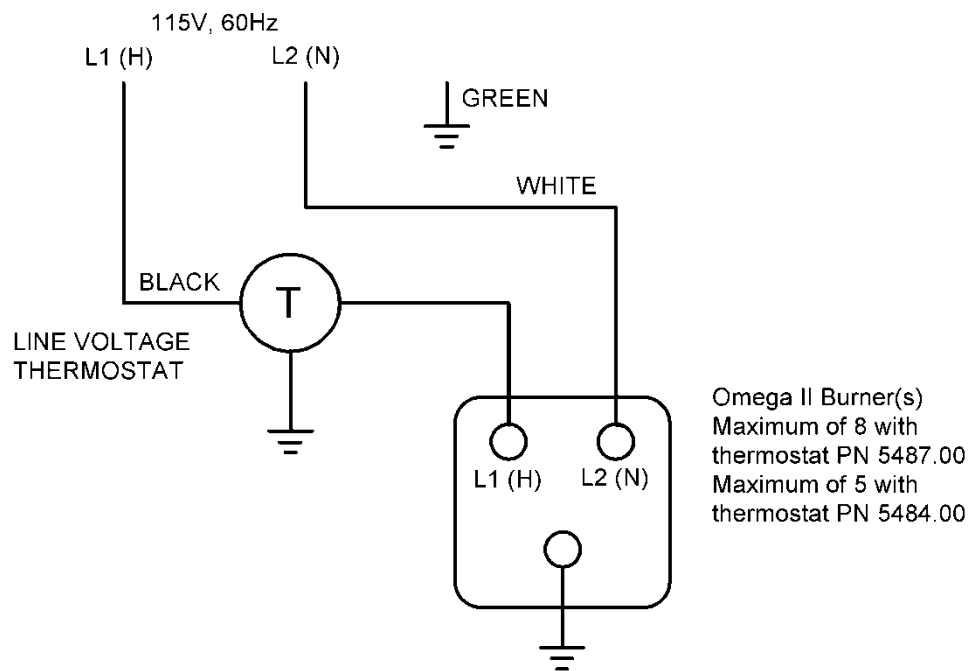 115V, 60Hz
L1 (H)
L2 (N)
GREEN
WHITE
BLACK
T
LINE VOLTAGE
THERMOSTAT
Omega II Burner(s)
Maximum of 8 with
thermostat PN 5487.00
Maximum of 5 with
thermostat PN 5484.00
L1 (H)
L2 (N)